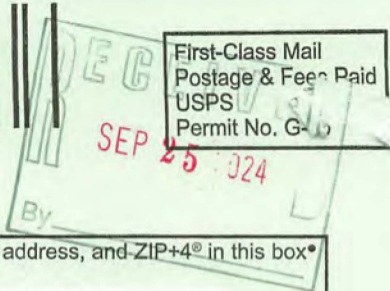 First-Class Mail
Postage & Fees Paid
USPS
Permit No. G-
SEP 25 024
By
address, and ZIP+4® in this box•